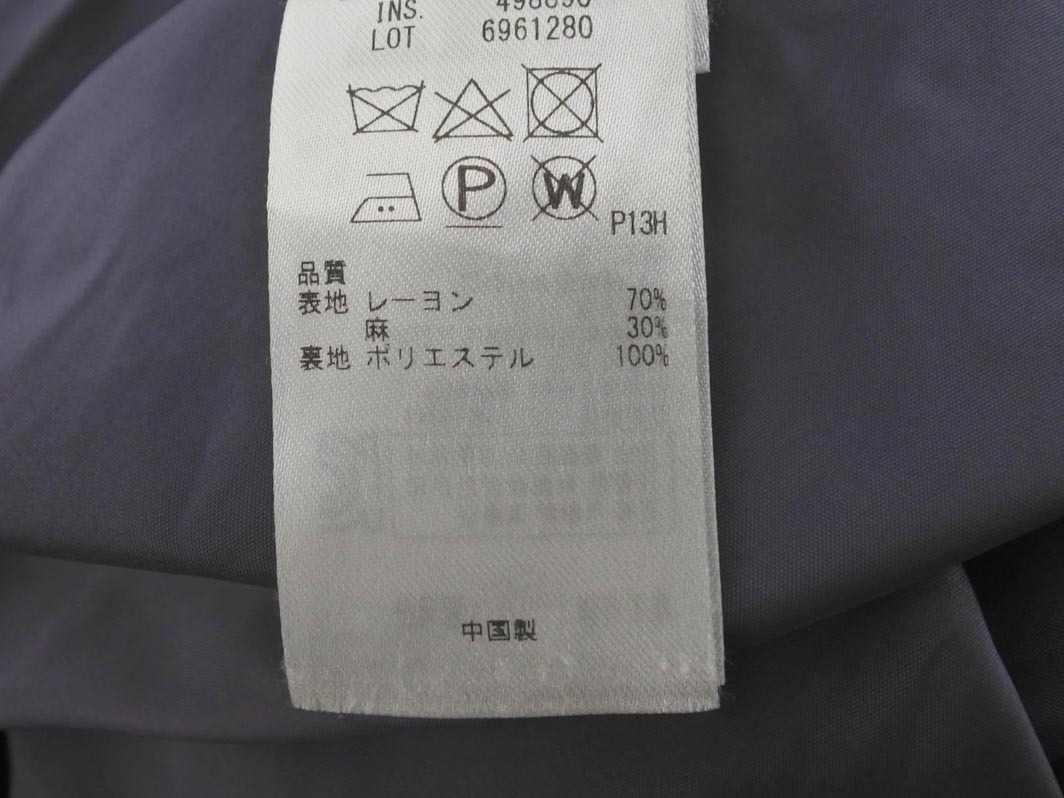 INS.
LOT 6961280
P
W
P13H
品質
表地 レーヨン 70%
麻 30%
裏地 ポリエステル 100%
中国製